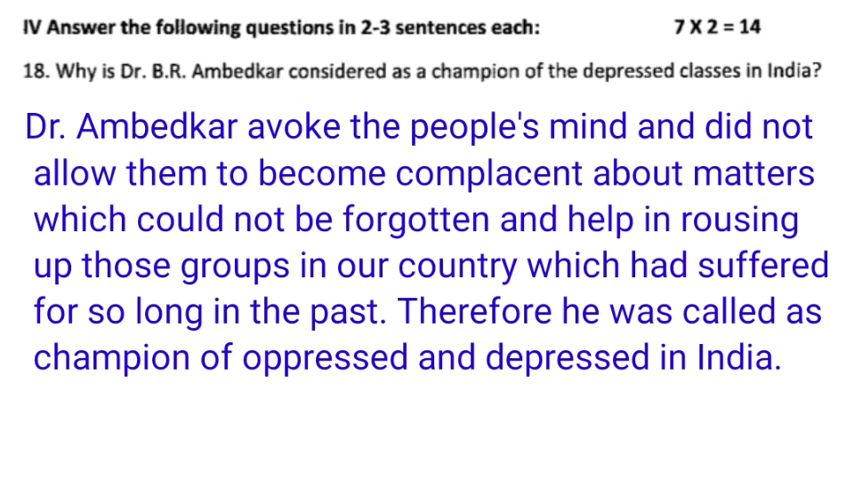 IV Answer the following questions in 2-3 sentences each: 7 X 2 = 14
18. Why is Dr. B.R. Ambedkar considered as a champion of the depressed classes in India?
Dr. Ambedkar avoke the people's mind and did not
allow them to become complacent about matters
which could not be forgotten and help in rousing
up those groups in our country which had suffered
for so long in the past. Therefore he was called as
champion of oppressed and depressed in India.